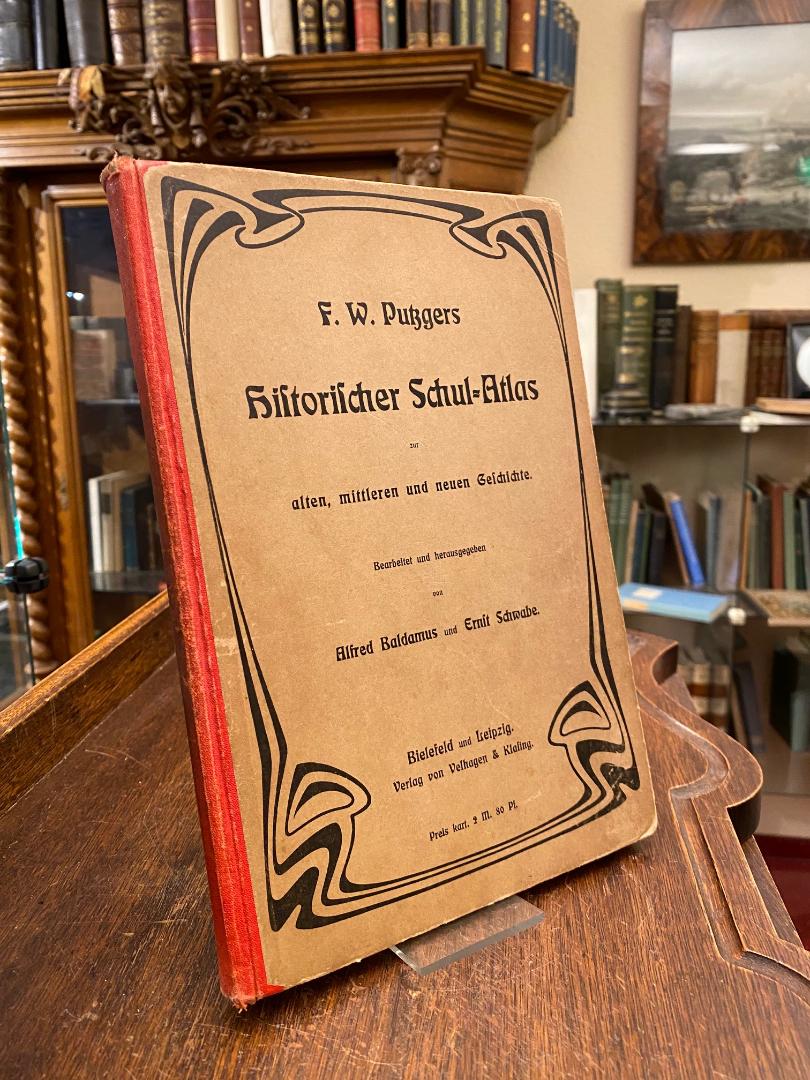 F. W. Putzgers
Hiſtoriſcher Schul-Atlas
zur
alten, mittleren und neuen Geſchichte.
Bearbeitet und herausgegeben
von
Alfred Baldamus und Ernſt Schwabe.
Bielefeld und Leipzig.
Verlag von Velhagen & Klaſing.
Preis kart. 2 M. 80 Pf.